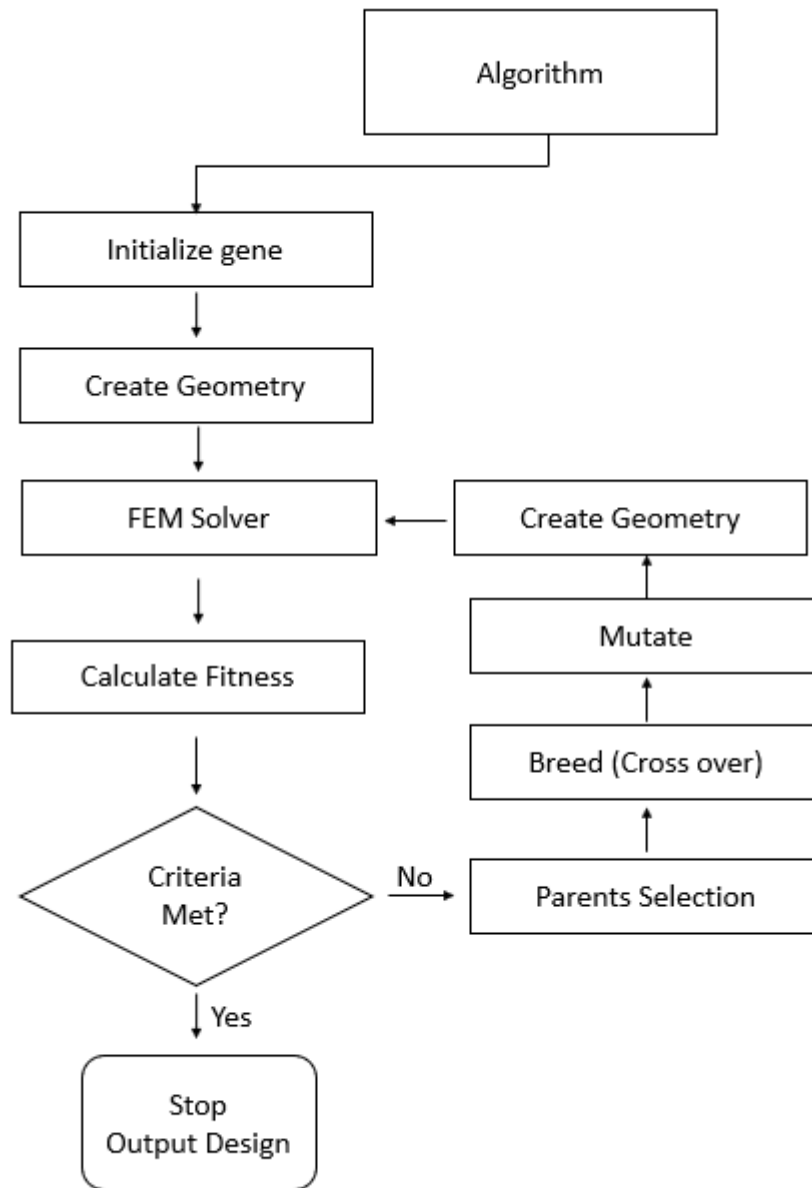 Algorithm
Initialize gene
Create Geometry
FEM Solver
Create Geometry
Calculate Fitness
Mutate
Breed (Cross over)
Criteria
Met?
No
Parents Selection
Yes
Stop
Output Design